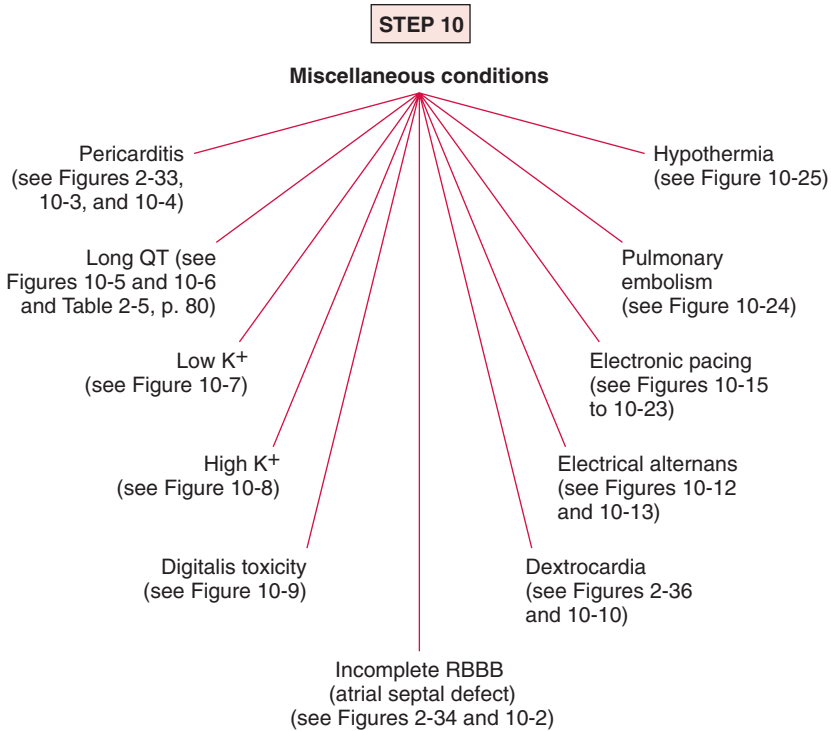 STEP 10
Miscellaneous conditions
Pericarditis
(see Figures 2-33,
10-3, and 10-4)
Hypothermia
(see Figure 10-25)
Long QT (see
Figures 10-5 and 10-6
and Table 2-5, p. 80)
Pulmonary
embolism
(see Figure 10-24)
Low K+
(see Figure 10-7)
Electronic pacing
(see Figures 10-15
to 10-23)
High K+
(see Figure 10-8)
Electrical alternans
(see Figures 10-12
and 10-13)
Digitalis toxicity
(see Figure 10-9)
Dextrocardia
(see Figures 2-36
and 10-10)
Incomplete RBBB
(atrial septal defect)
(see Figures 2-34 and 10-2)